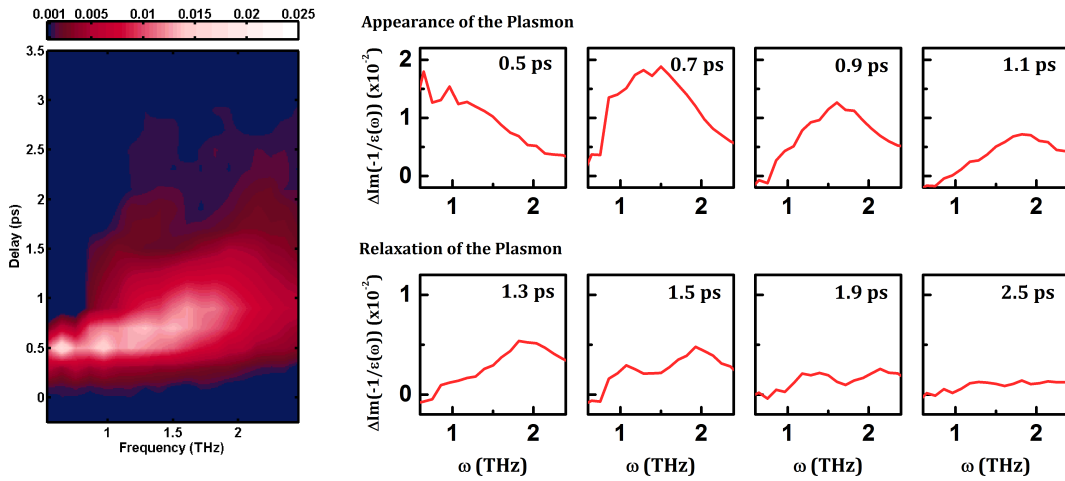 0.001 0.005 0.01 0.015 0.02 0.025
3.5
3
2.5
2
1.5
1
0.5
0
Delay (ps)
1 1.5 2
Frequency (THz)
Appearance of the Plasmon
ΔIm(-1/ε(ω)) (x10⁻²)
2
1
0
0.5 ps
0.7 ps
0.9 ps
1.1 ps
1 2 1 2 1 2 1 2
Relaxation of the Plasmon
ΔIm(-1/ε(ω)) (x10⁻²)
1
0
1.3 ps
1.5 ps
1.9 ps
2.5 ps
1 2 1 2 1 2 1 2
ω (THz) ω (THz) ω (THz) ω (THz)